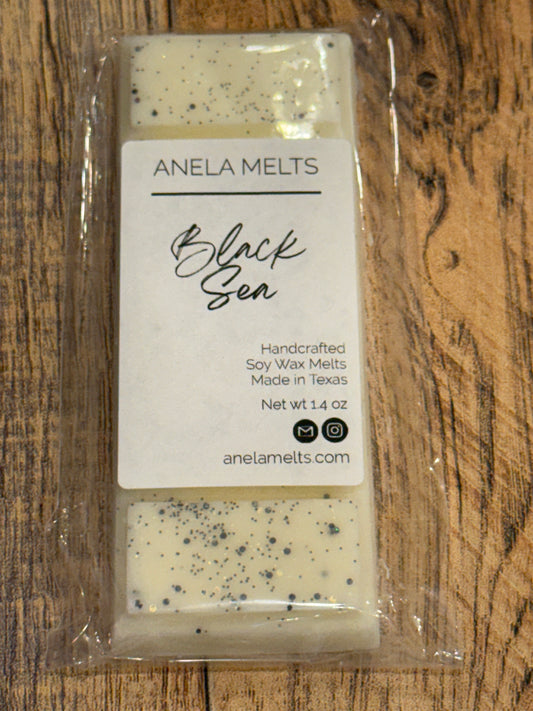 ANELA MELTS
Black
Sea
Handcrafted
Soy Wax Melts
Made in Texas
Net wt 1.4 oz
anelamelts.com